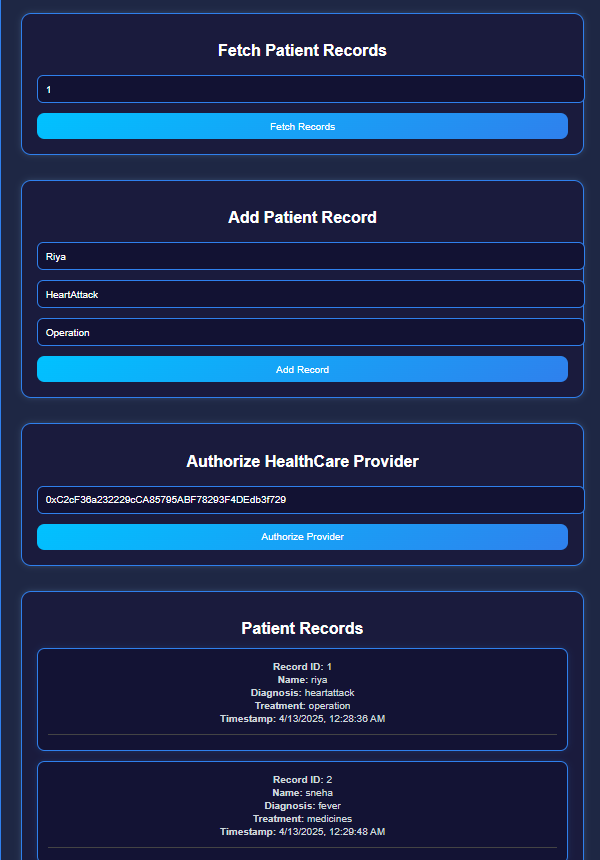 Fetch Patient Records
1
Fetch Records
Add Patient Record
Riya
HeartAttack
Operation
Add Record
Authorize HealthCare Provider
0xC2cF36a232229cCA85795ABF78293F4DEdb3f729
Authorize Provider
Patient Records
Record ID: 1
Name: riya
Diagnosis: heartattack
Treatment: operation
Timestamp: 4/13/2025, 12:28:36 AM
Record ID: 2
Name: sneha
Diagnosis: fever
Treatment: medicines
Timestamp: 4/13/2025, 12:29:48 AM